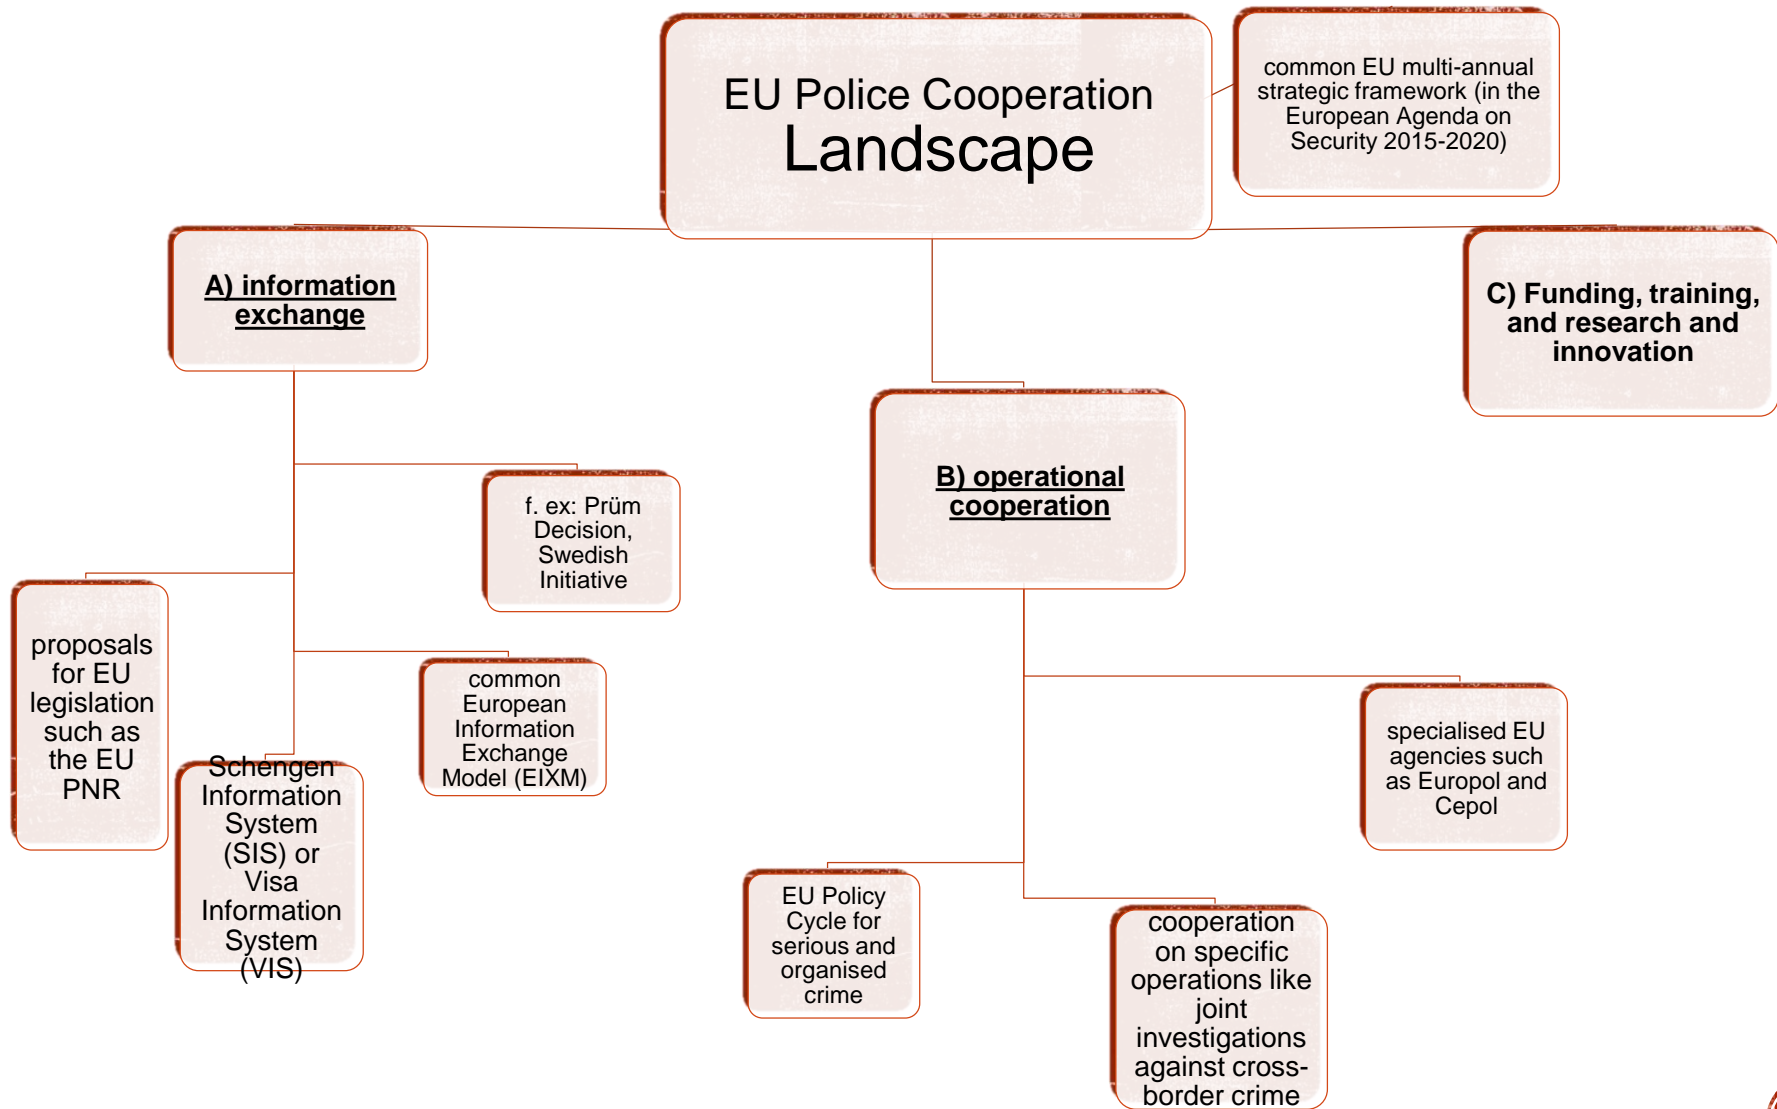 EU Police Cooperation
Landscape
common EU multi-annual
strategic framework (in the
European Agenda on
Security 2015-2020)
A) information
exchange
C) Funding, training,
and research and
innovation
B) operational
cooperation
f. ex: Prüm
Decision,
Swedish
Initiative
proposals
for EU
legislation
such as
the EU
PNR
common
European
Information
Exchange
Model (EIXM)
Schengen
Information
System
(SIS) or
Visa
Information
System
(VIS)
specialised EU
agencies such
as Europol and
Cepol
EU Policy
Cycle for
serious and
organised
crime
cooperation
on specific
operations like
joint
investigations
against cross-
border crime